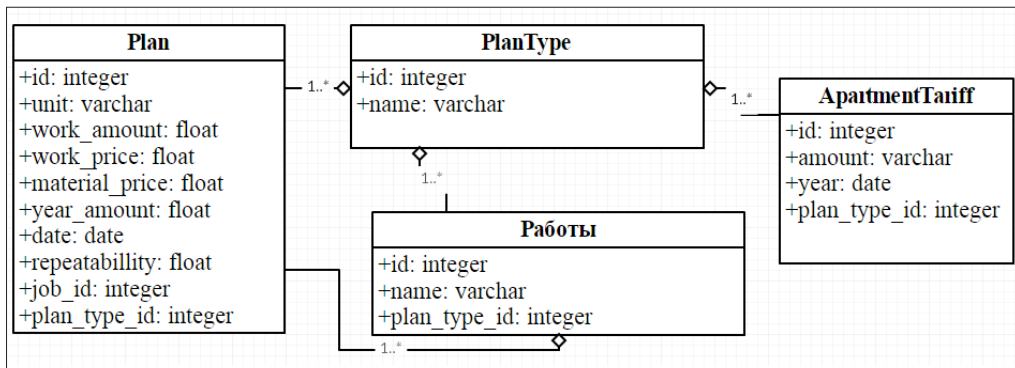 Plan
+id: integer
+unit: varchar
+work_amount: float
+work_price: float
+material_price: float
+year_amount: float
+date: date
+repeatabillity: float
+job_id: integer
+plan_type_id: integer
1..*
PlanType
+id: integer
+name: varchar
1..*
1..*
ApartmentTariff
+id: integer
+amount: varchar
+year: date
+plan_type_id: integer
Работы
+id: integer
+name: varchar
+plan_type_id: integer
1..*